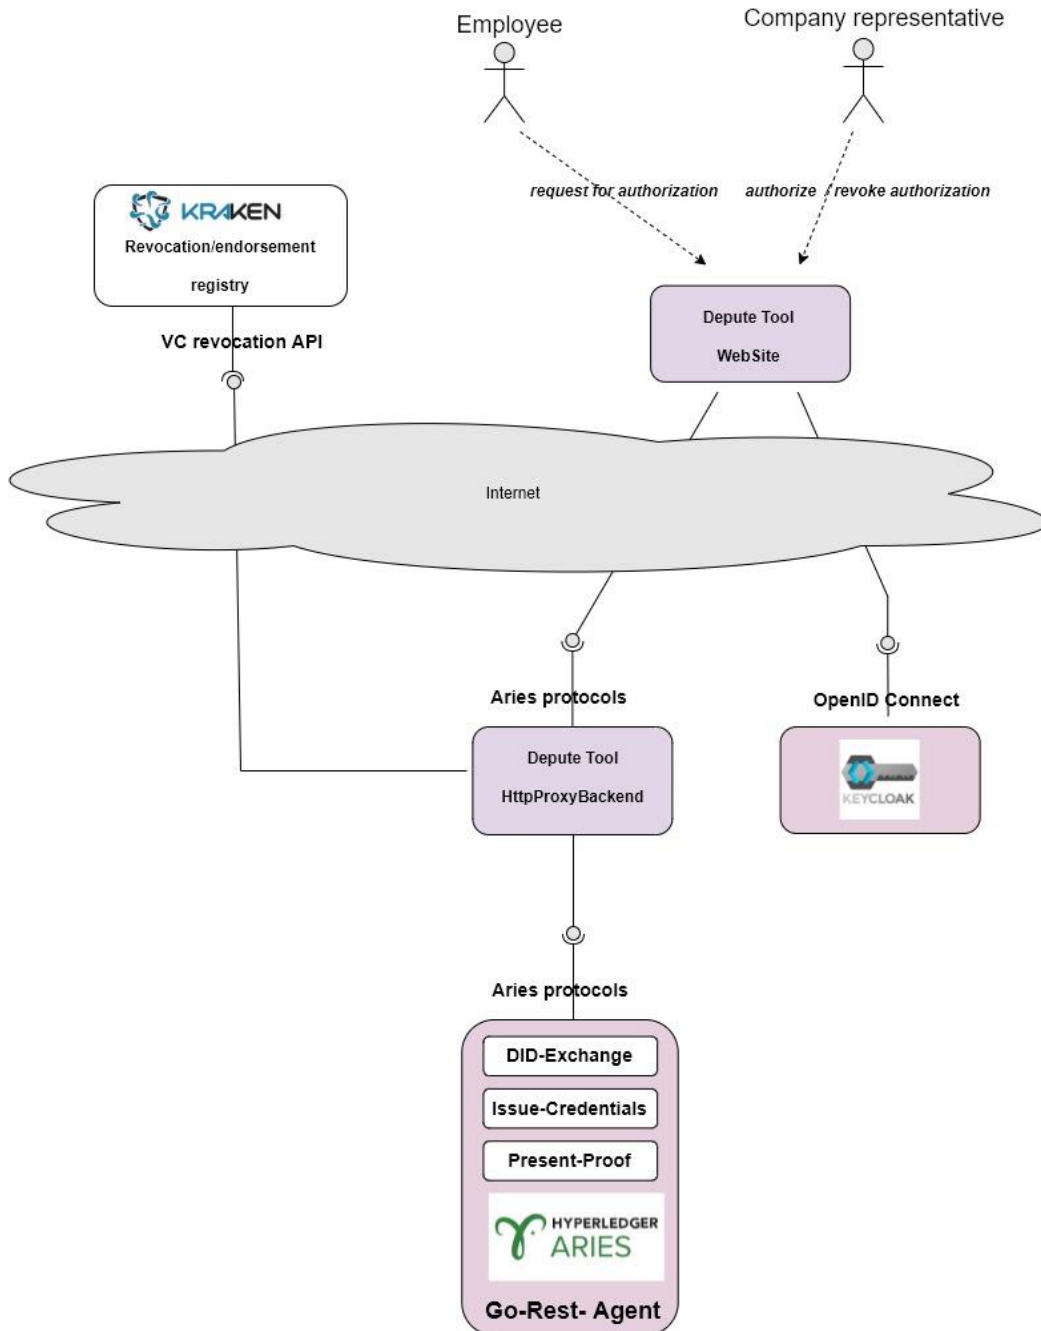 Employee
Company representative
request for authorization
authorize / revoke authorization
KRAKEN
Revocation/endorsement
registry
VC revocation API
Depute Tool
WebSite
Internet
Aries protocols
OpenID Connect
Depute Tool
HttpProxyBackend
KEYCLOAK
Aries protocols
DID-Exchange
Issue-Credentials
Present-Proof
HYPERLEDGER
ARIES
Go-Rest- Agent